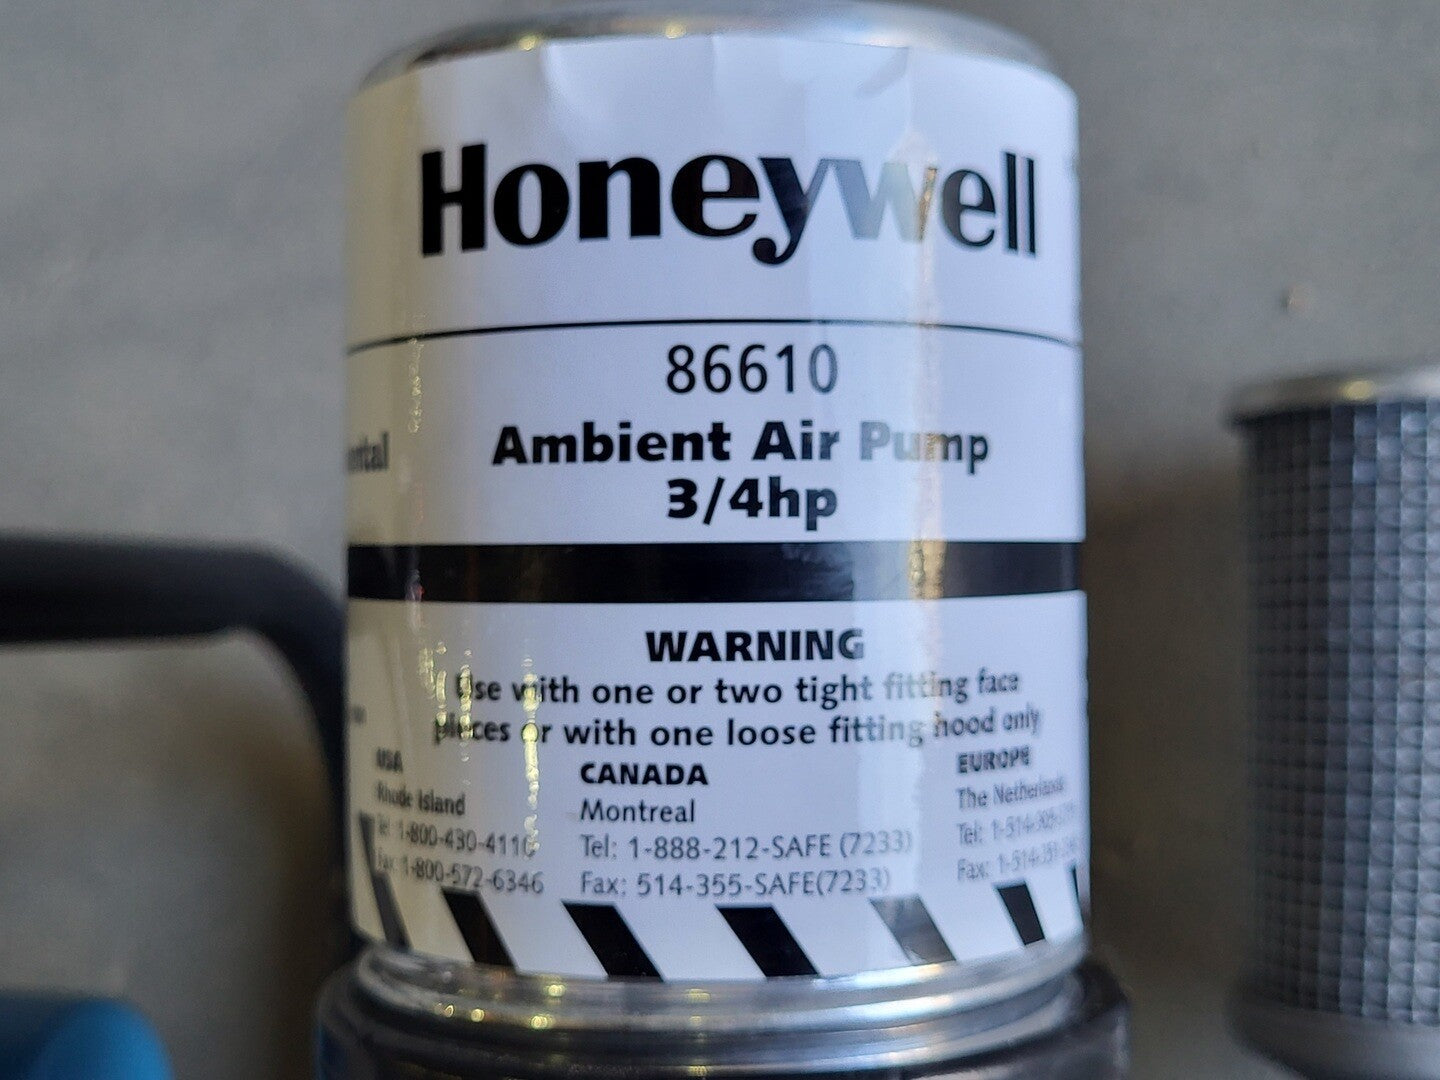 Honeywell
86610
Ambient Air Pump
3/4hp
WARNING
Use with one or two tight fitting face
pieces or with one loose fitting hood only
USA
Rhode Island
Tel: 1-800-430-4110
Fax: 1-800-572-6346
CANADA
Montreal
Tel: 1-888-212-SAFE (7233)
Fax: 514-355-SAFE(7233)
EUROPE
The Netherlands
Tel:
Fax: